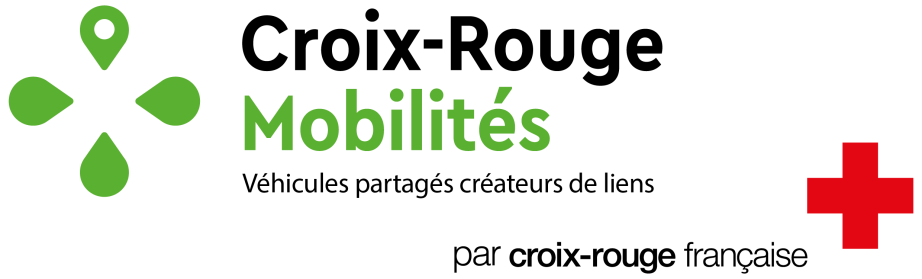 Croix-Rouge
Mobilités
Véhicules partagés créateurs de liens
par croix-rouge française